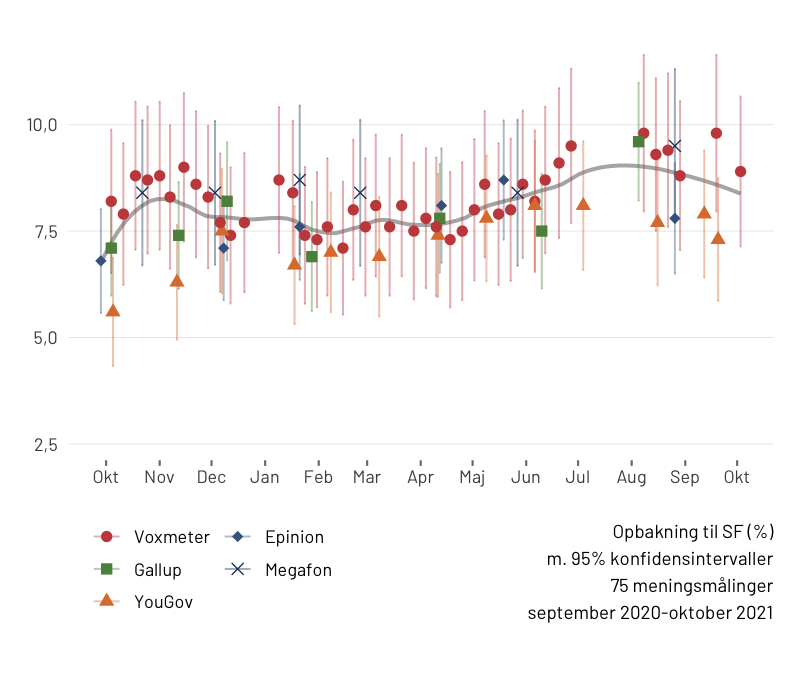 10,0
7,5
5,0
2,5
Okt Nov Dec Jan Feb Mar Apr Maj Jun Jul Aug Sep Okt
Voxmeter Epinion
Gallup Megafon
YouGov
Opbakning til SF (%)
m. 95% konfidensintervaller
75 meningsmålinger
september 2020-oktober 2021